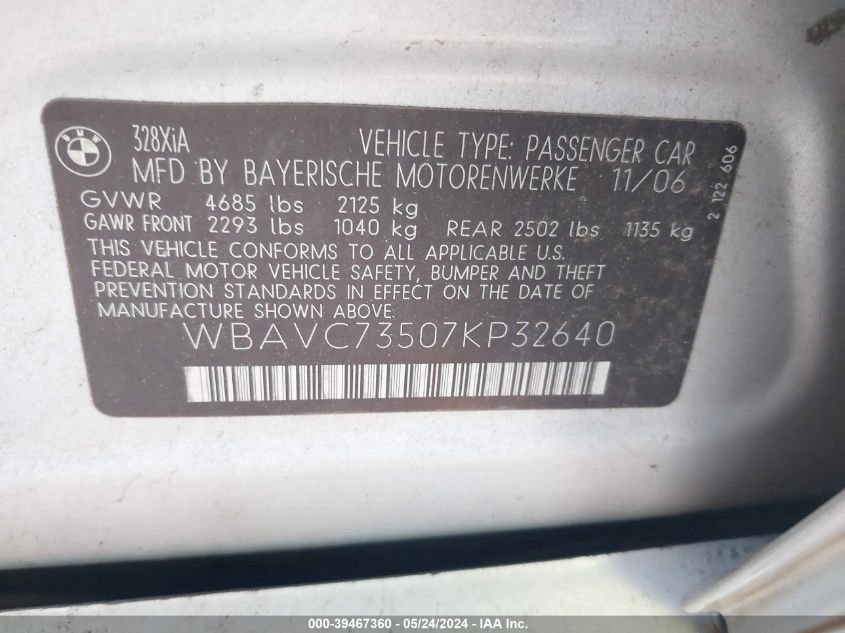 BMW
328XiA
VEHICLE TYPE: PASSENGER CAR
MFD BY BAYERISCHE MOTORENWERKE 11/06
GVWR 4685 lbs 2125 kg
GAWR FRONT 2293 lbs 1040 kg REAR 2502 lbs 1135 kg
THIS VEHICLE CONFORMS TO ALL APPLICABLE U.S.
FEDERAL MOTOR VEHICLE SAFETY, BUMPER AND THEFT
PREVENTION STANDARDS IN EFFECT ON THE DATE OF
MANUFACTURE SHOWN ABOVE.
WBAVC73507KP32640
2 122 606
000-39467360 / 05/24/2024 - IAA Inc.